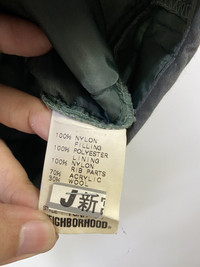 100% NYLON
FILLING
100% POLYESTER
LINING
100% NYLON
RIB PARTS
70% ACRYLIC
30% WOOL
J新
NEIGHBORHOOD®